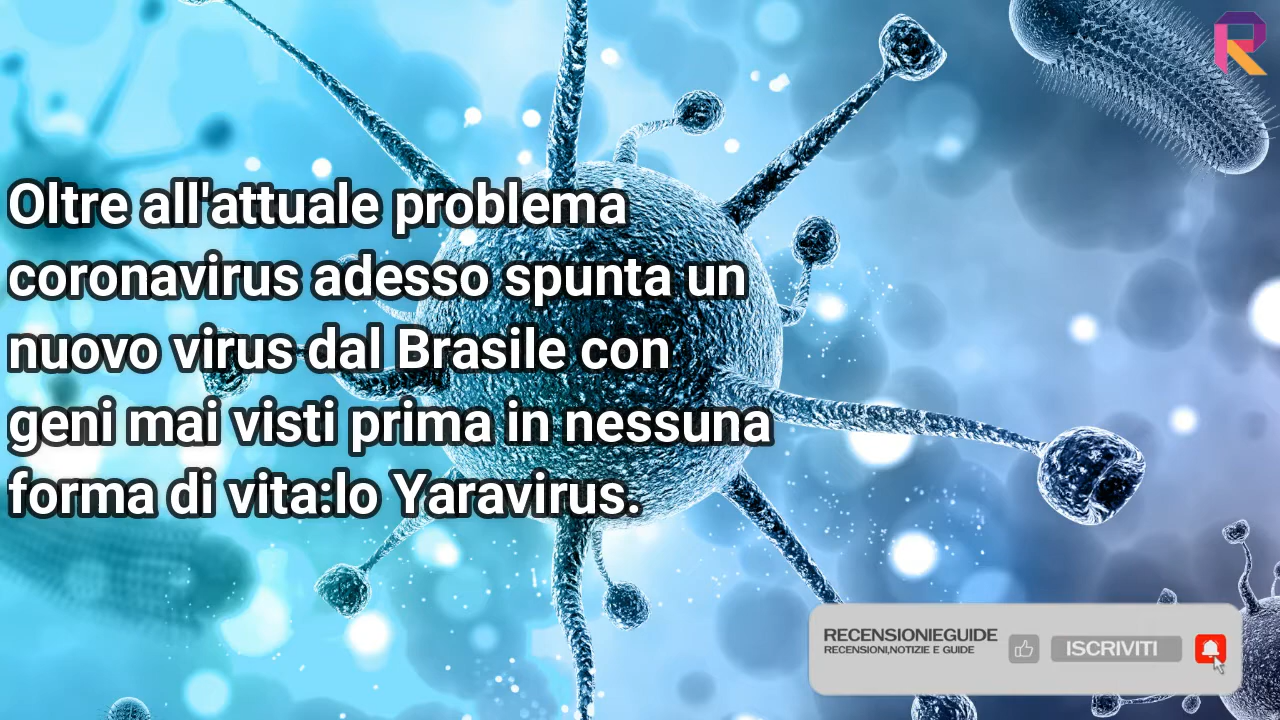 Oltre all'attuale problema
coronavirus adesso spunta un
nuovo virus dal Brasile con
geni mai visti prima in nessuna
forma di vita:lo Yaravirus.
RECENSIONIEGUIDE
RECENSIONI,NOTIZIE E GUIDE
ISCRIVITI